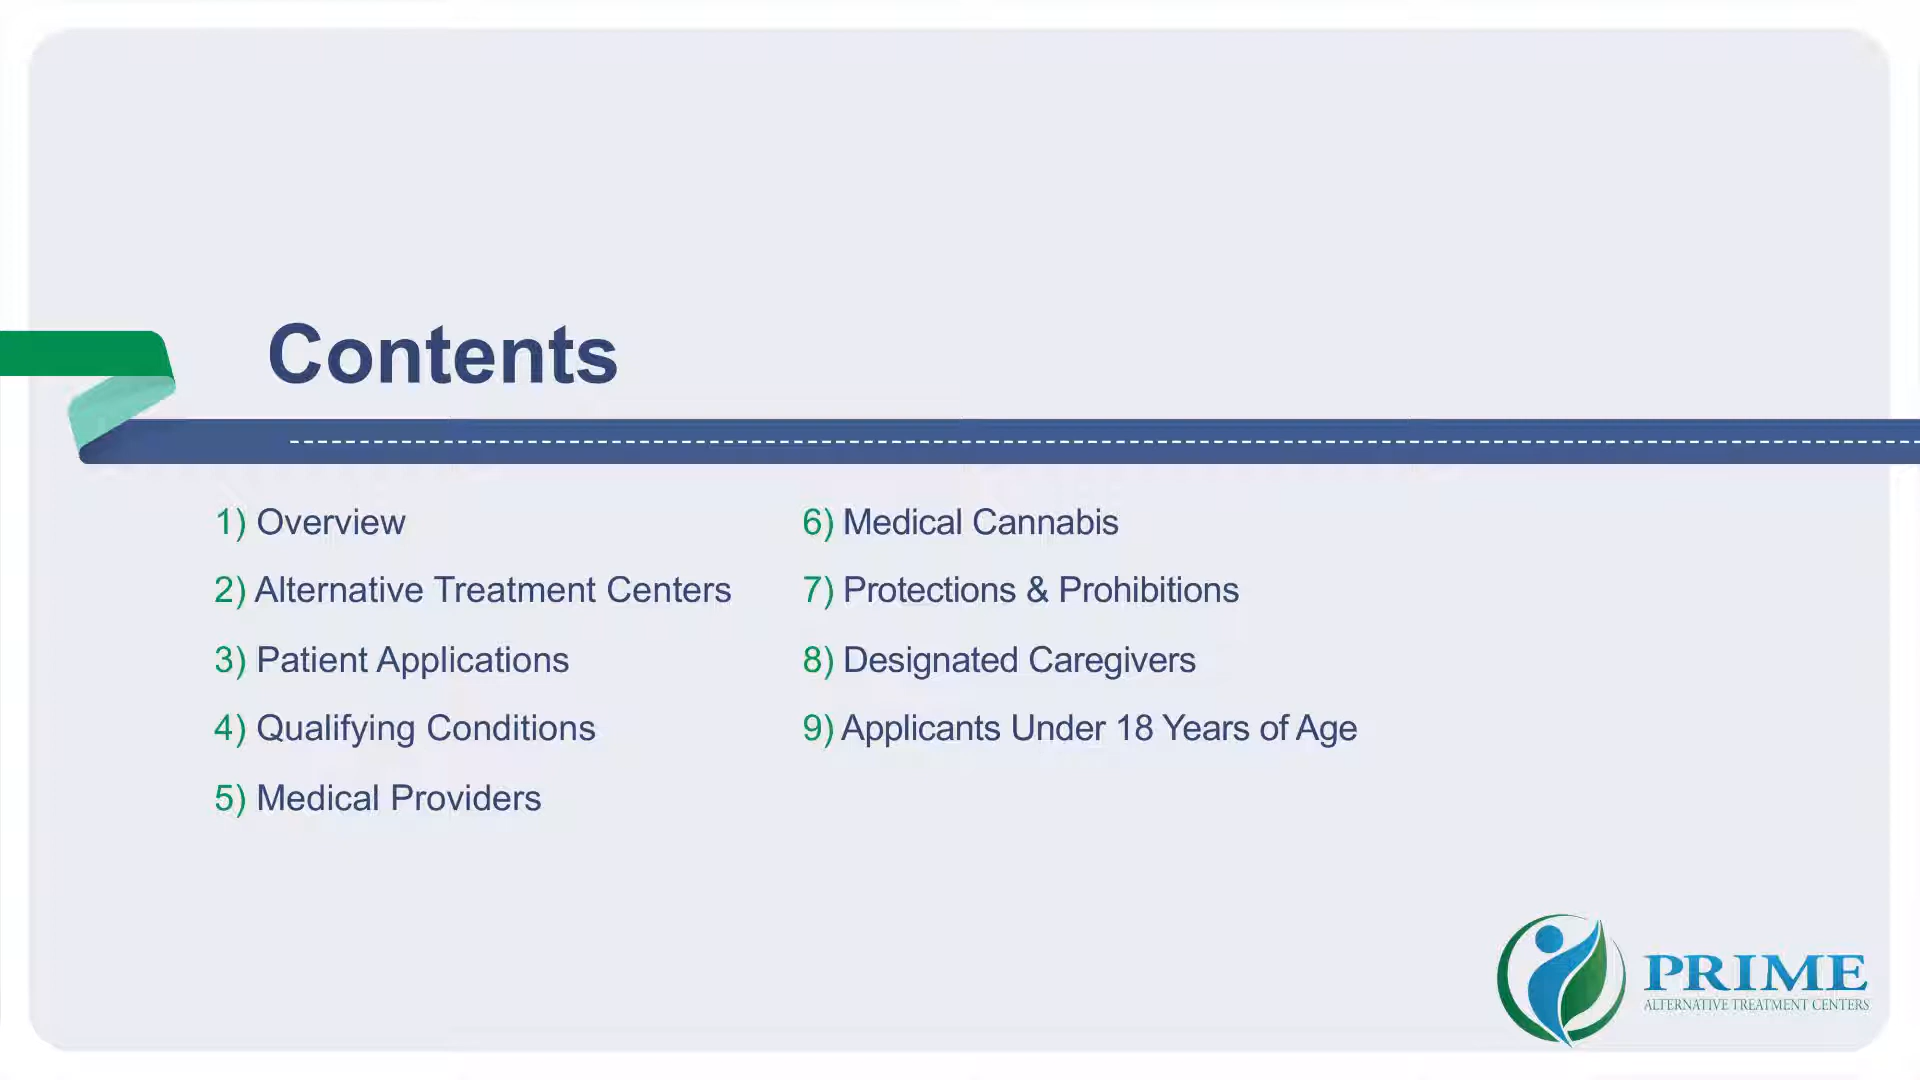 Contents
1) Overview
2) Alternative Treatment Centers
3) Patient Applications
4) Qualifying Conditions
5) Medical Providers
6) Medical Cannabis
7) Protections & Prohibitions
8) Designated Caregivers
9) Applicants Under 18 Years of Age
PRIME
ALTERNATIVE TREATMENT CENTERS